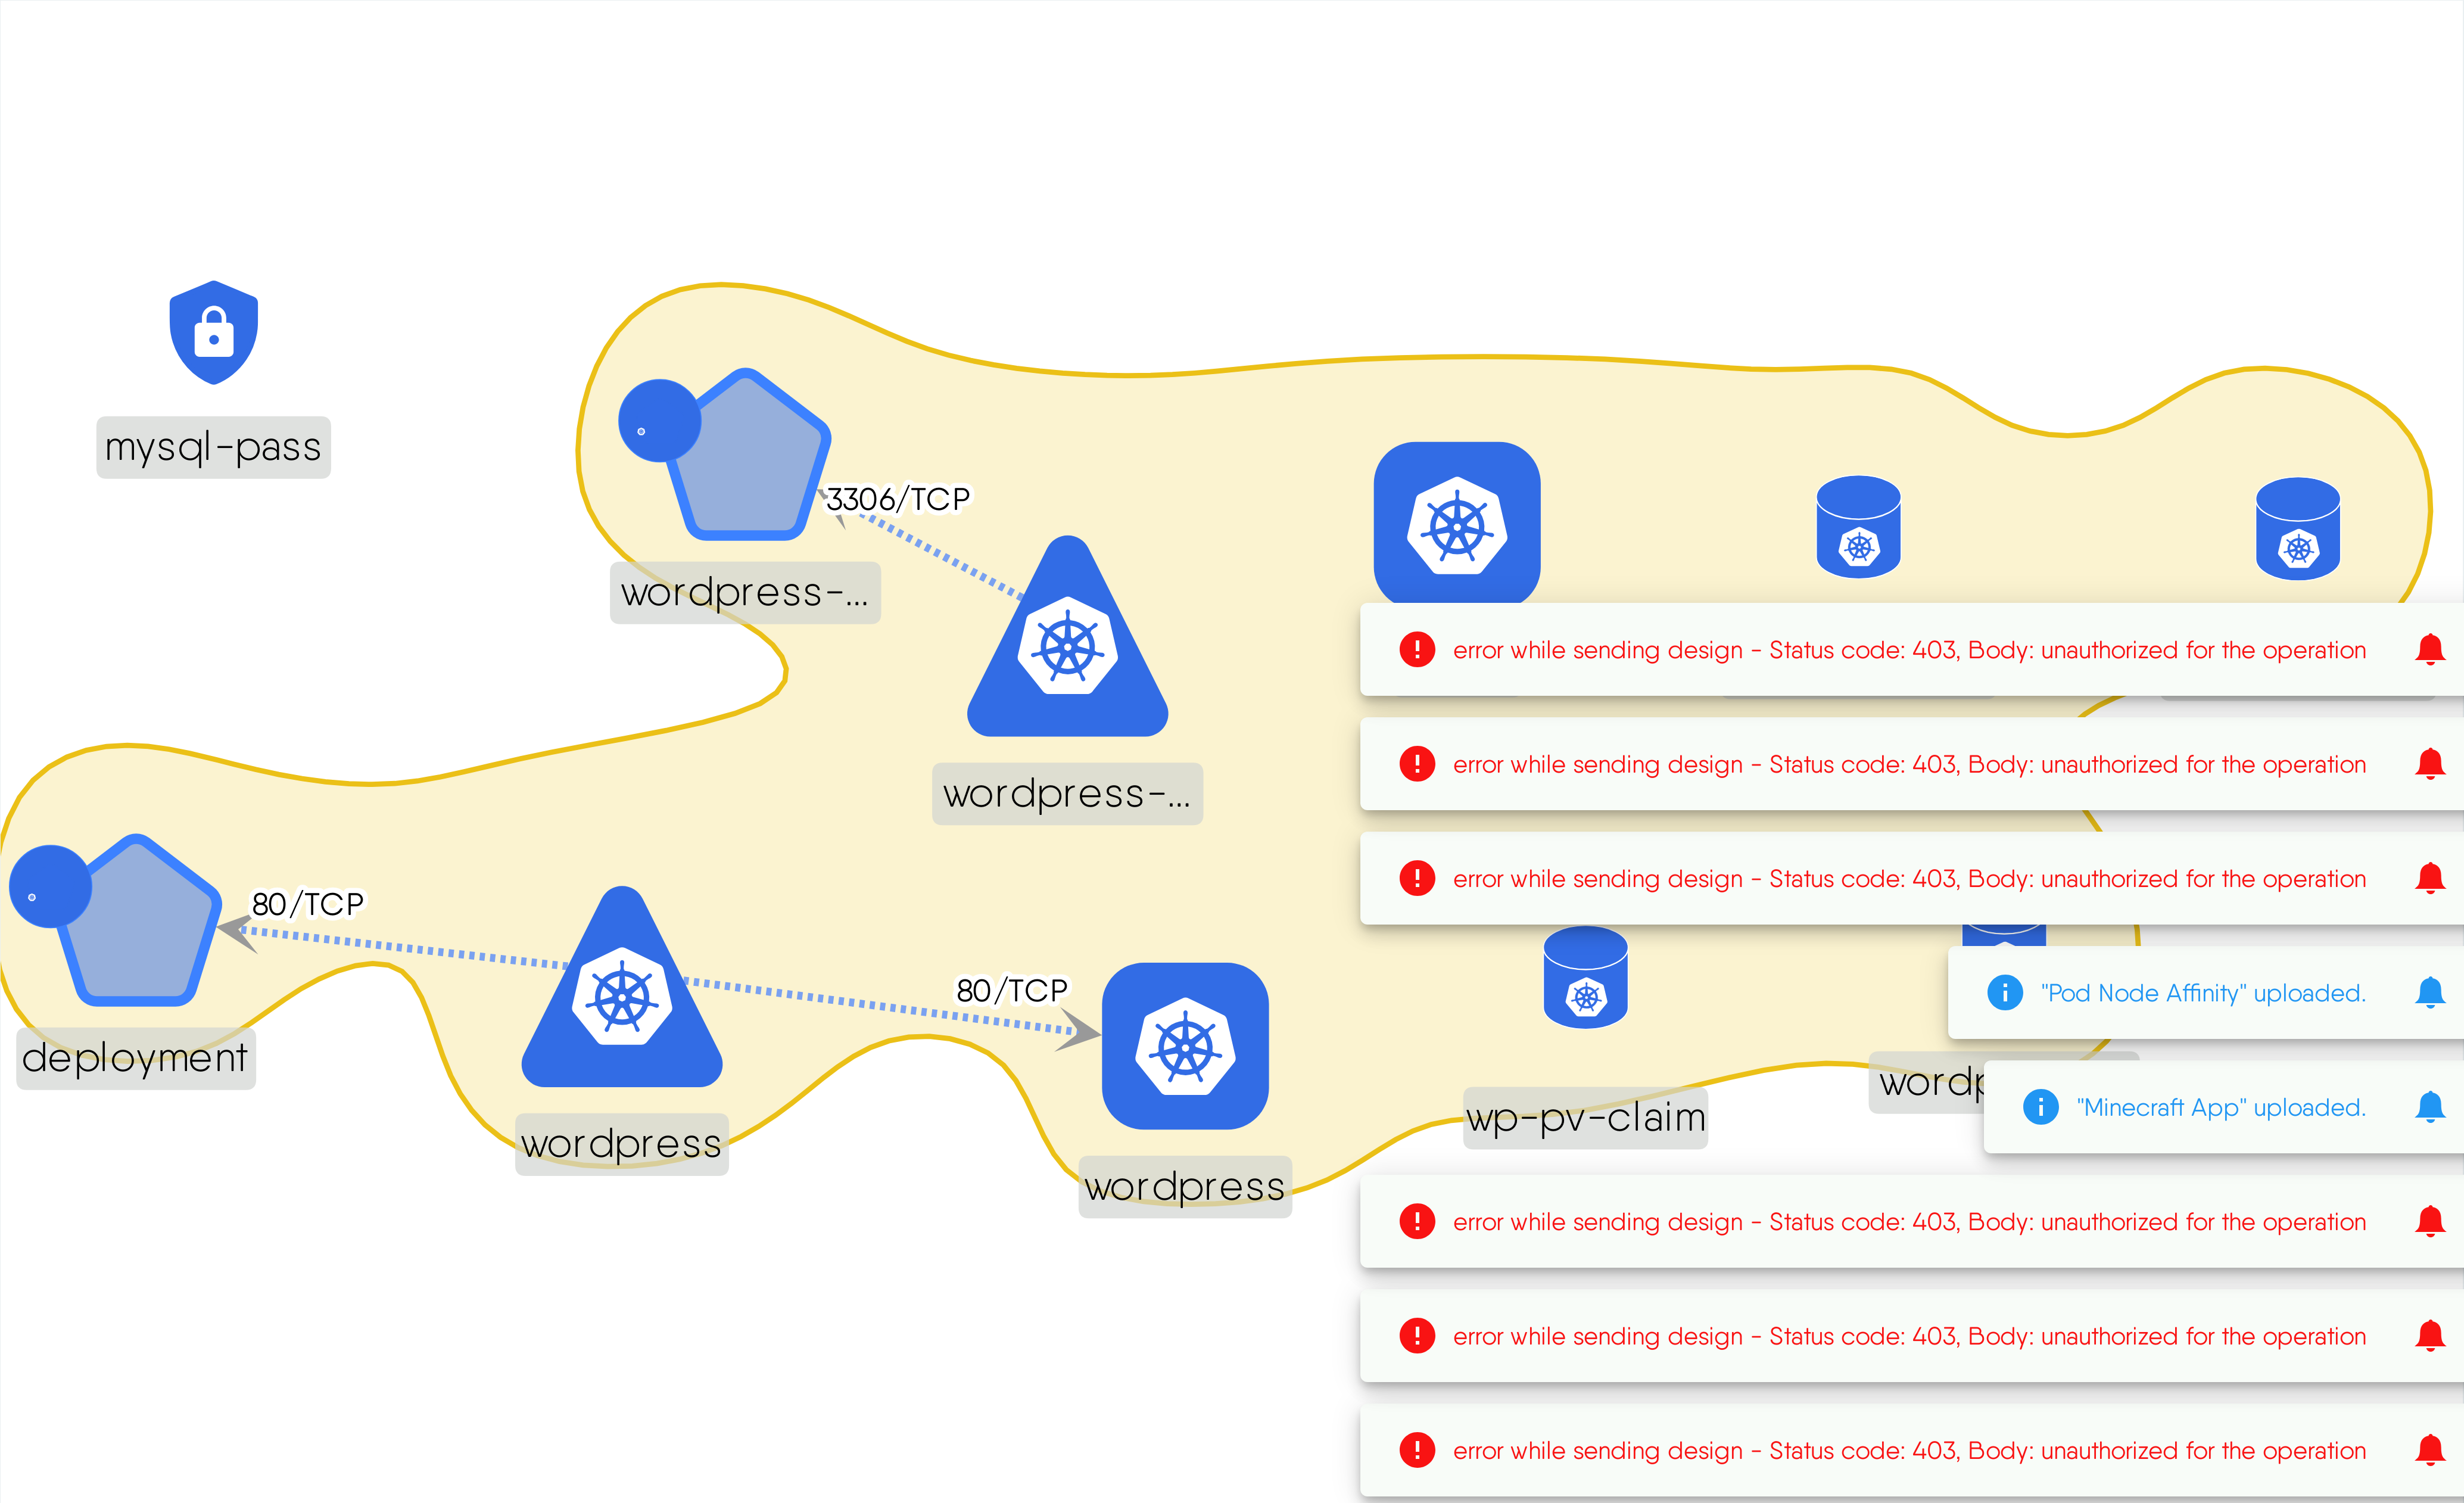 mysql-pass
3306/TCP
wordpress-...
wordpress-...
80/TCP
80/TCP
deployment
wordpress
wordpress
wp-pv-claim
error while sending design - Status code: 403, Body: unauthorized for the operation
error while sending design - Status code: 403, Body: unauthorized for the operation
error while sending design - Status code: 403, Body: unauthorized for the operation
"Pod Node Affinity" uploaded.
"Minecraft App" uploaded.
error while sending design - Status code: 403, Body: unauthorized for the operation
error while sending design - Status code: 403, Body: unauthorized for the operation
error while sending design - Status code: 403, Body: unauthorized for the operation